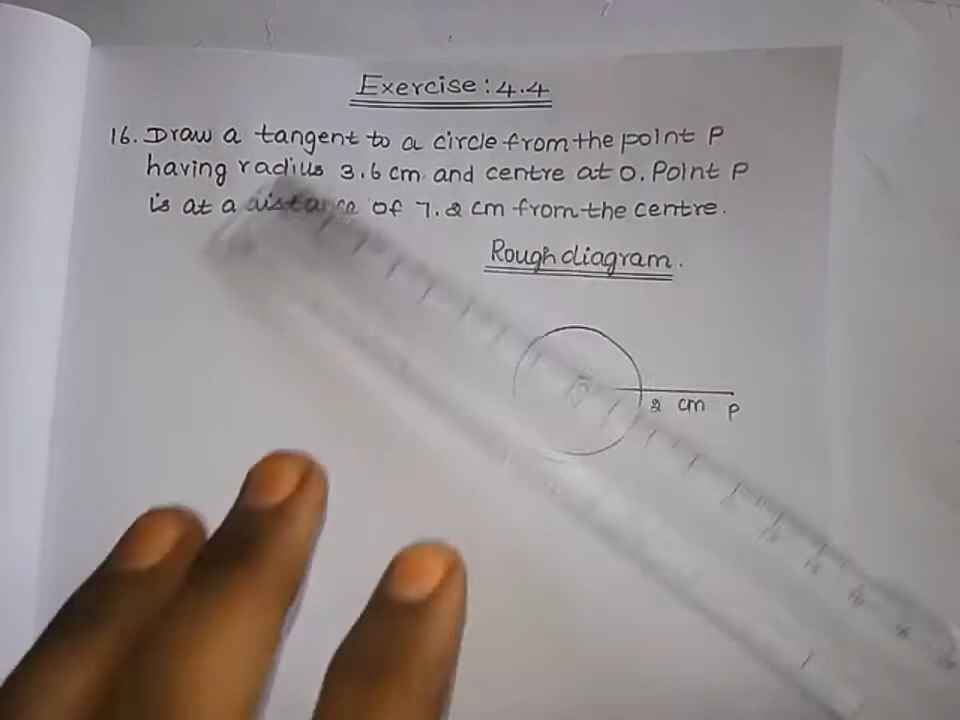 Exercise: 4.4
16. Draw a tangent to a circle from the point P
having radius 3.6 cm and centre at O. Point P
is at a distance of 7.2 cm from the centre.
Rough diagram.
2 cm P